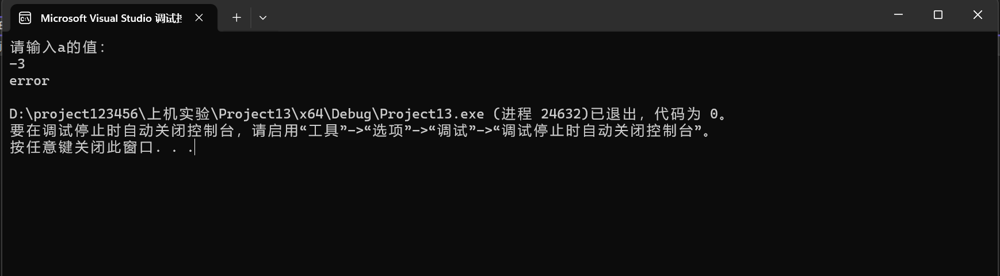 Microsoft Visual Studio 调试
请输入a的值：
-3
error
D:\project123456\上机实验\Project13\x64\Debug\Project13.exe (进程 24632)已退出，代码为 0。
要在调试停止时自动关闭控制台，请启用“工具”->“选项”->“调试”->“调试停止时自动关闭控制台”。
按任意键关闭此窗口. . .